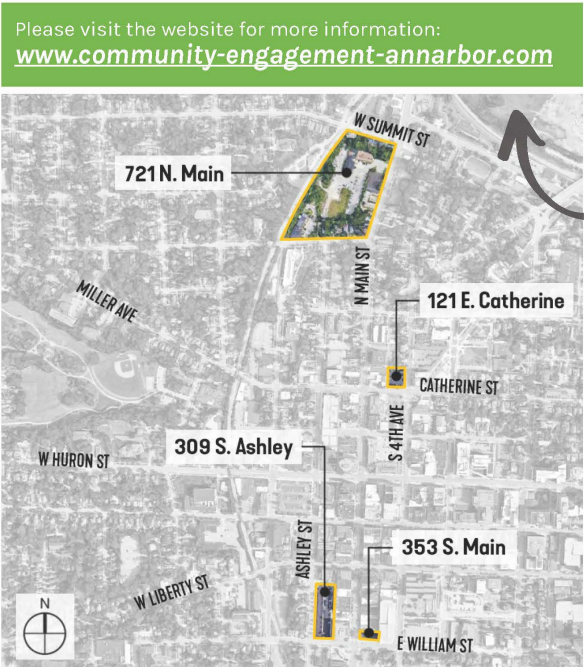 Please visit the website for more information:
www.community-engagement-annarbor.com
W SUMMIT ST
721 N. Main
N MAIN ST
MILLER AVE
121 E. Catherine
CATHERINE ST
S 4TH AVE
309 S. Ashley
W HURON ST
ASHLEY ST
353 S. Main
W LIBERTY ST
N
E WILLIAM ST